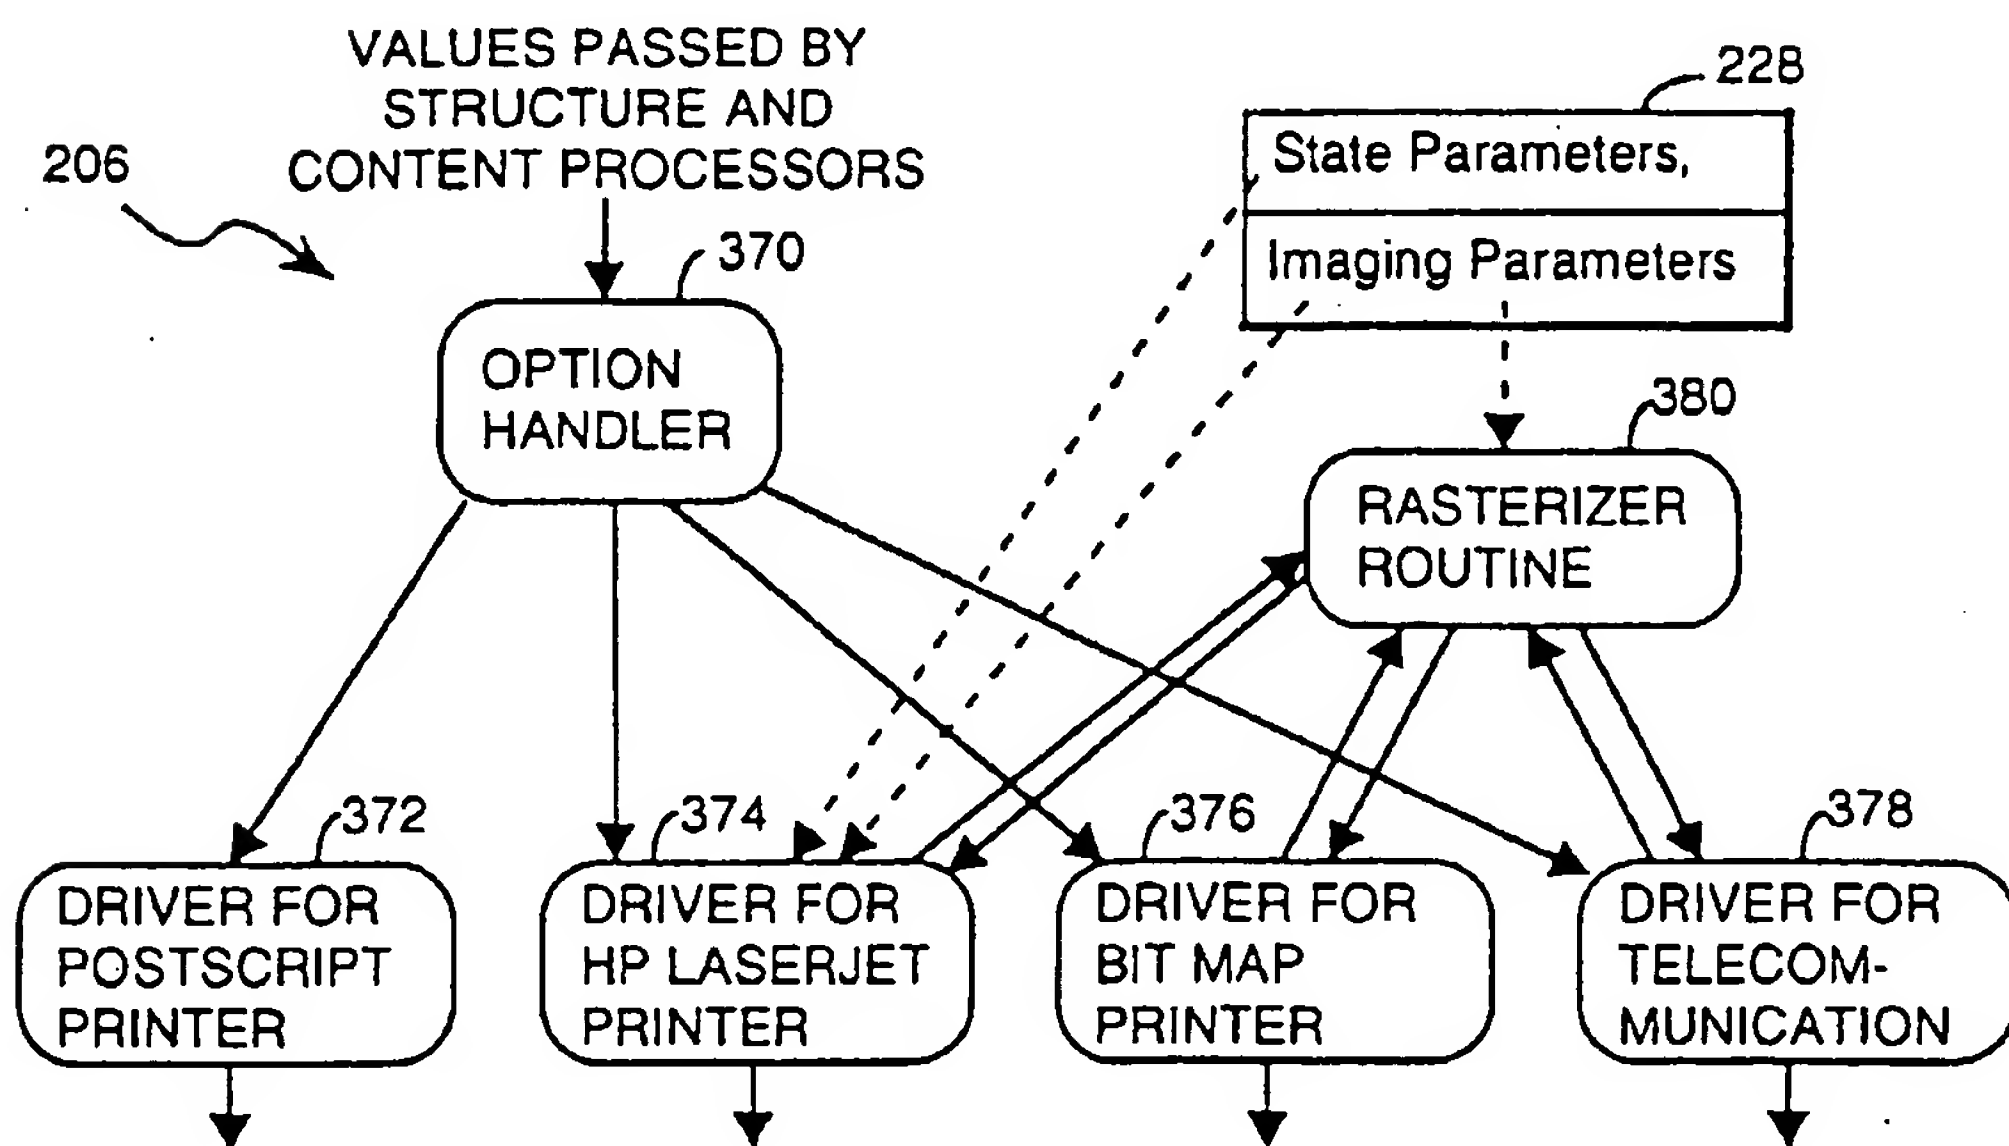 VALUES PASSED BY
STRUCTURE AND
CONTENT PROCESSORS
206
228
State Parameters,
Imaging Parameters
370
OPTION
HANDLER
380
RASTERIZER
ROUTINE
372
DRIVER FOR
POSTSCRIPT
PRINTER
374
DRIVER FOR
HP LASERJET
PRINTER
376
DRIVER FOR
BIT MAP
PRINTER
378
DRIVER FOR
TELECOM-
MUNICATION